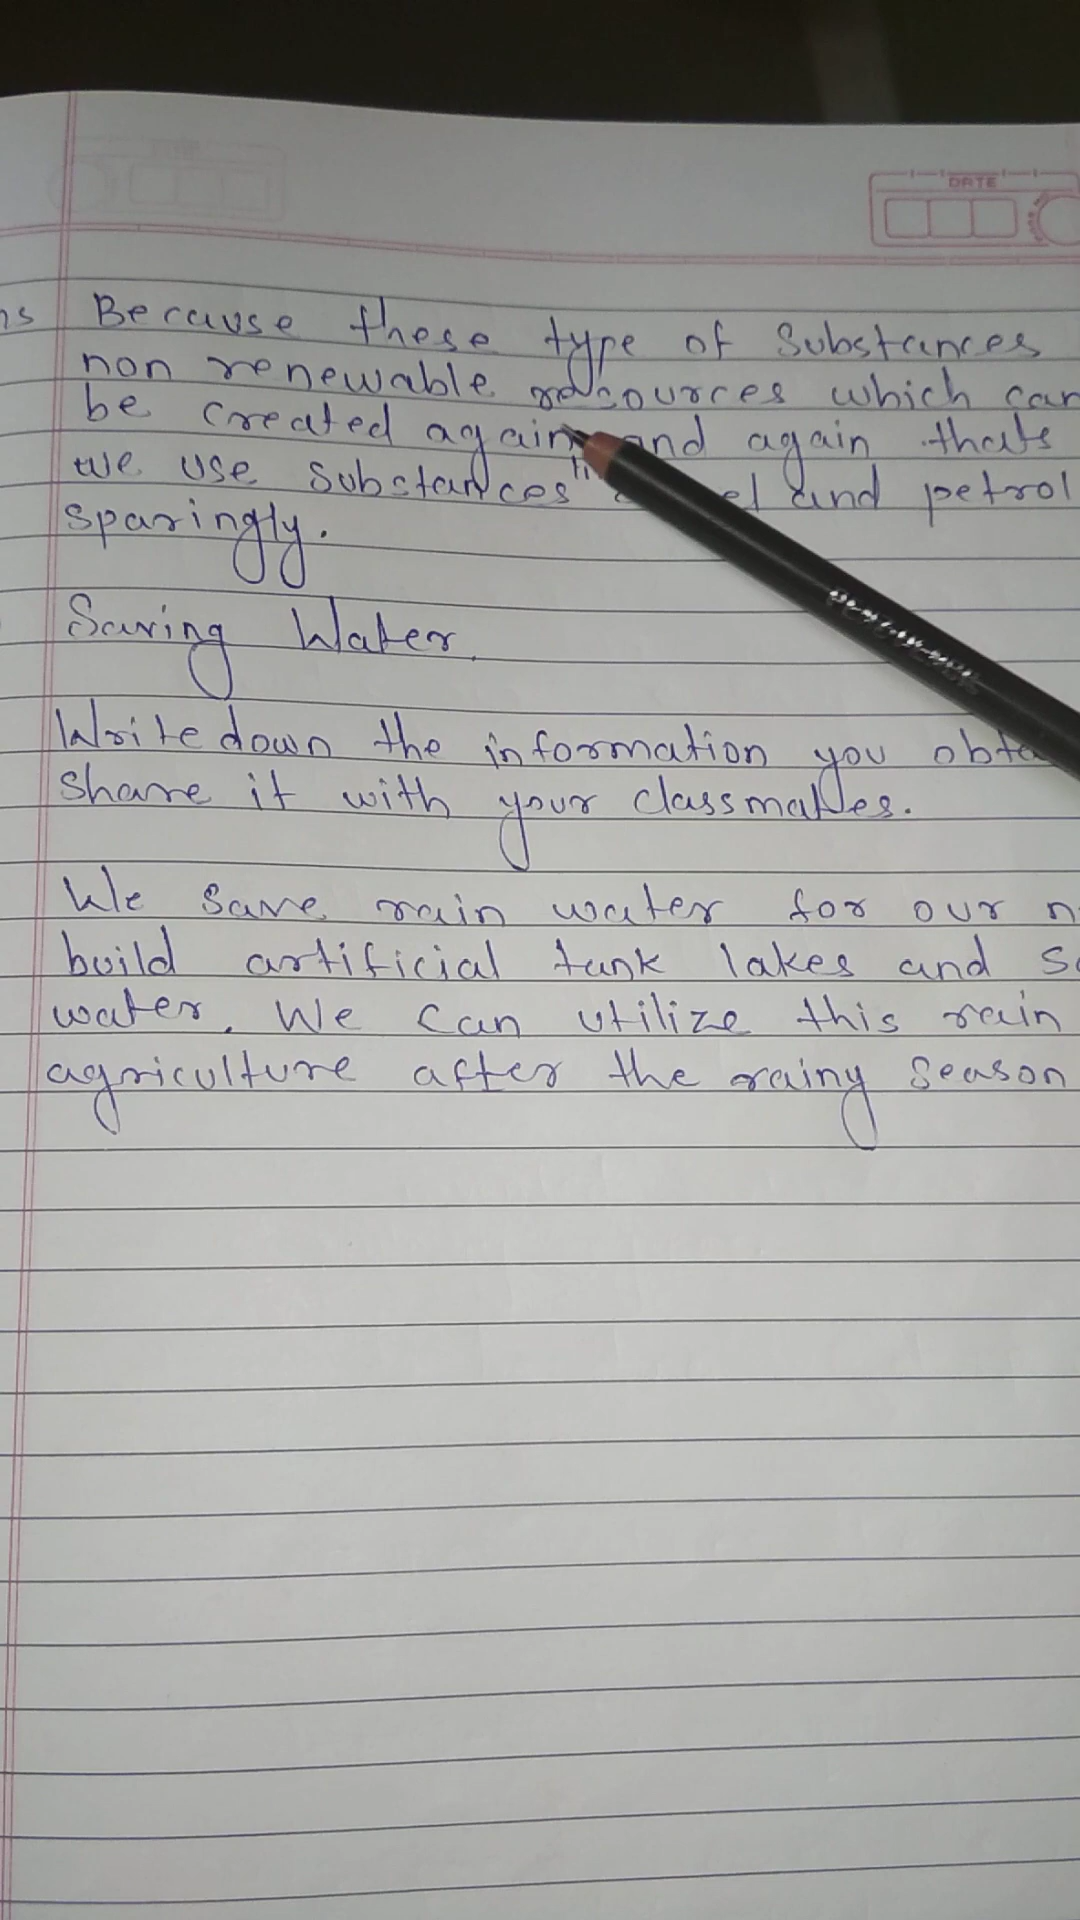 DATE
ns Because these type of Substances
non renewable resources which can
be created again and again thats
we use substances and petrol
sparingly.
Saving Water.
Write down the information you
share it with your classmates.
We save rain water for our
build artificial tank lakes and
water. We can utilize this rain
agriculture after the rainy season